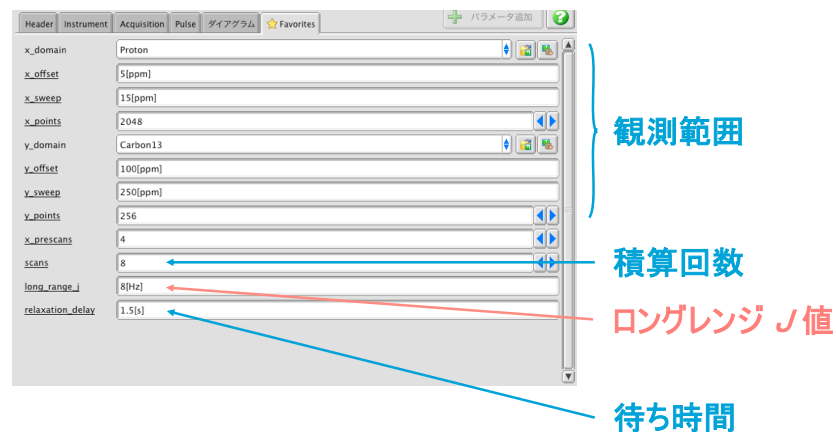 Header Instrument Acquisition Pulse ダイアグラム Favorites パラメータ追加 ?
x_domain Proton
x_offset 5[ppm]
x_sweep 15[ppm]
x_points 2048
y_domain Carbon13
y_offset 100[ppm]
y_sweep 250[ppm]
y_points 256
x_prescans 4
scans 8
long_range_j 8[Hz]
relaxation_delay 1.5[s]
観測範囲
積算回数
ロングレンジ J 値
待ち時間